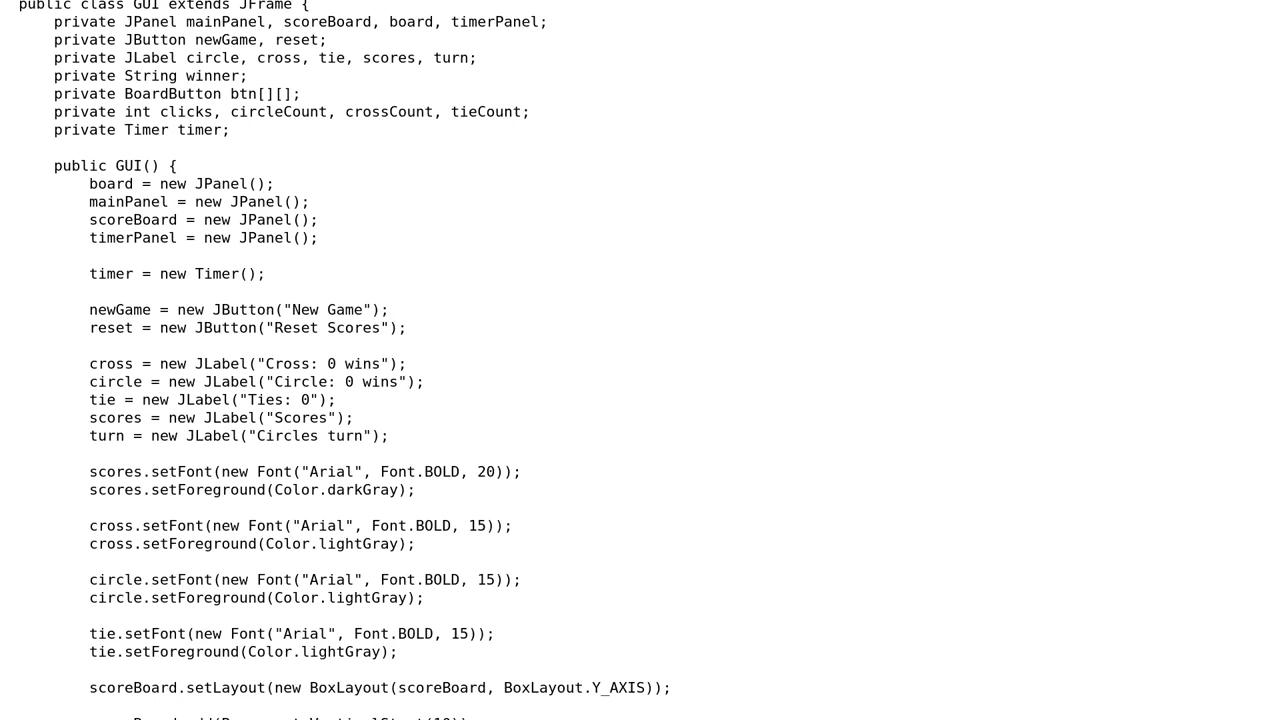 public class GUI extends JFrame {
    private JPanel mainPanel, scoreBoard, board, timerPanel;
    private JButton newGame, reset;
    private JLabel circle, cross, tie, scores, turn;
    private String winner;
    private BoardButton btn[][];
    private int clicks, circleCount, crossCount, tieCount;
    private Timer timer;

    public GUI() {
        board = new JPanel();
        mainPanel = new JPanel();
        scoreBoard = new JPanel();
        timerPanel = new JPanel();

        timer = new Timer();

        newGame = new JButton("New Game");
        reset = new JButton("Reset Scores");

        cross = new JLabel("Cross: 0 wins");
        circle = new JLabel("Circle: 0 wins");
        tie = new JLabel("Ties: 0");
        scores = new JLabel("Scores");
        turn = new JLabel("Circles turn");

        scores.setFont(new Font("Arial", Font.BOLD, 20));
        scores.setForeground(Color.darkGray);

        cross.setFont(new Font("Arial", Font.BOLD, 15));
        cross.setForeground(Color.lightGray);

        circle.setFont(new Font("Arial", Font.BOLD, 15));
        circle.setForeground(Color.lightGray);

        tie.setFont(new Font("Arial", Font.BOLD, 15));
        tie.setForeground(Color.lightGray);

        scoreBoard.setLayout(new BoxLayout(scoreBoard, BoxLayout.Y_AXIS));